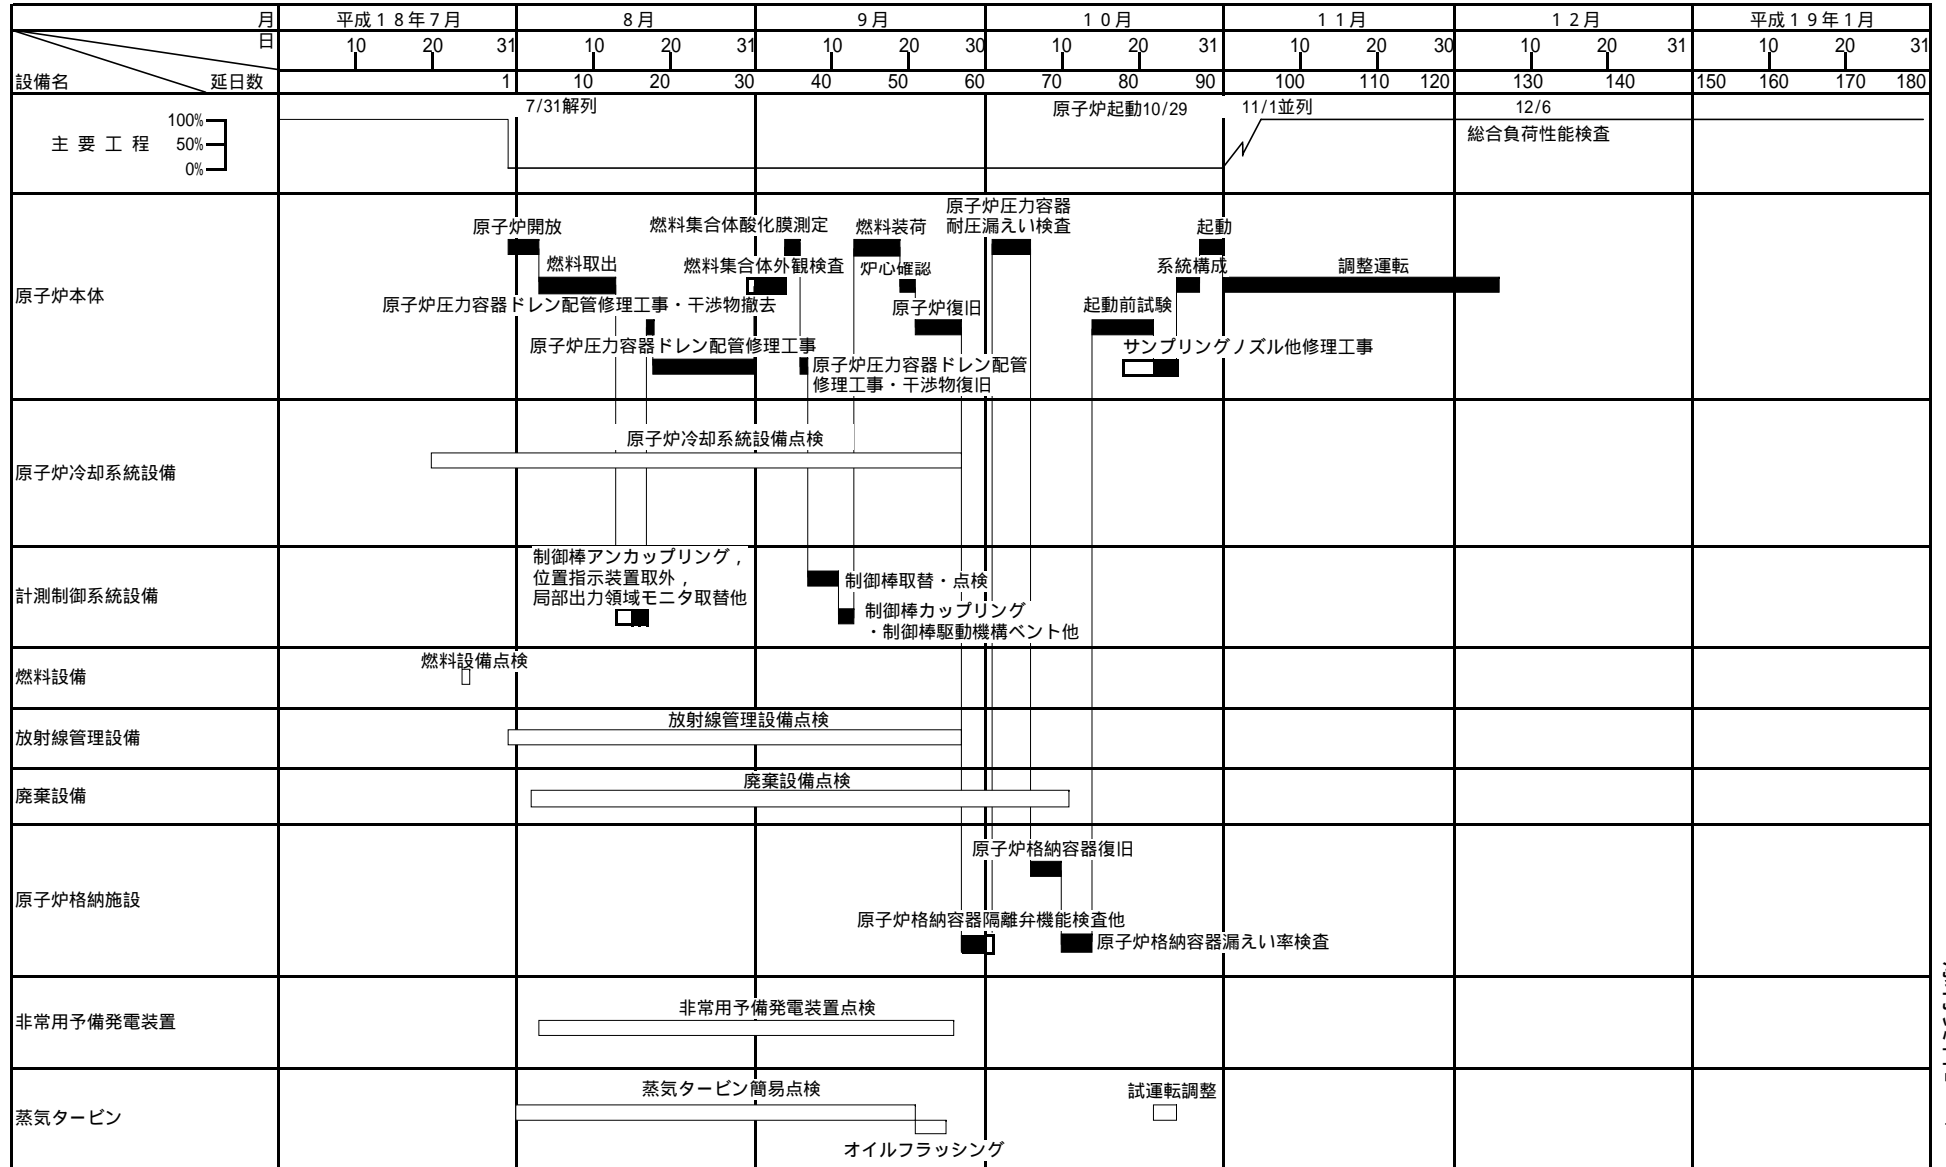 月 平成18年7月 8月 9月 10月 11月 12月 平成19年1月
日 10 20 31 10 20 31 10 20 30 10 20 31 10 20 30 10 20 31 10 20 31
設備名 延日数 1 10 20 30 40 50 60 70 80 90 100 110 120 130 140 150 160 170 180
7/31解列 原子炉起動10/29 11/1並列 12/6
総合負荷性能検査
主要工程 100%
50%
0%
原子炉本体
原子炉開放
燃料取出
原子炉圧力容器ドレン配管修理工事・干渉物撤去
原子炉圧力容器ドレン配管修理工事
燃料集合体酸化膜測定
燃料集合体外観検査
原子炉圧力容器ドレン配管
修理工事・干渉物復旧
燃料装荷
炉心確認
原子炉復旧
原子炉圧力容器
耐圧漏えい検査
起動
系統構成
起動前試験
サンプリングノズル他修理工事
調整運転
原子炉冷却系統設備
原子炉冷却系統設備点検
計測制御系統設備
制御棒アンカップリング,
位置指示装置取外,
局部出力領域モニタ取替他
制御棒取替・点検
制御棒カップリング
・制御棒駆動機構ベント他
燃料設備
燃料設備点検
放射線管理設備
放射線管理設備点検
廃棄設備
廃棄設備点検
原子炉格納施設
原子炉格納容器復旧
原子炉格納容器隔離弁機能検査他
原子炉格納容器漏えい率検査
非常用予備発電装置
非常用予備発電装置点検
蒸気タービン
蒸気タービン簡易点検
オイルフラッシング
試運転調整